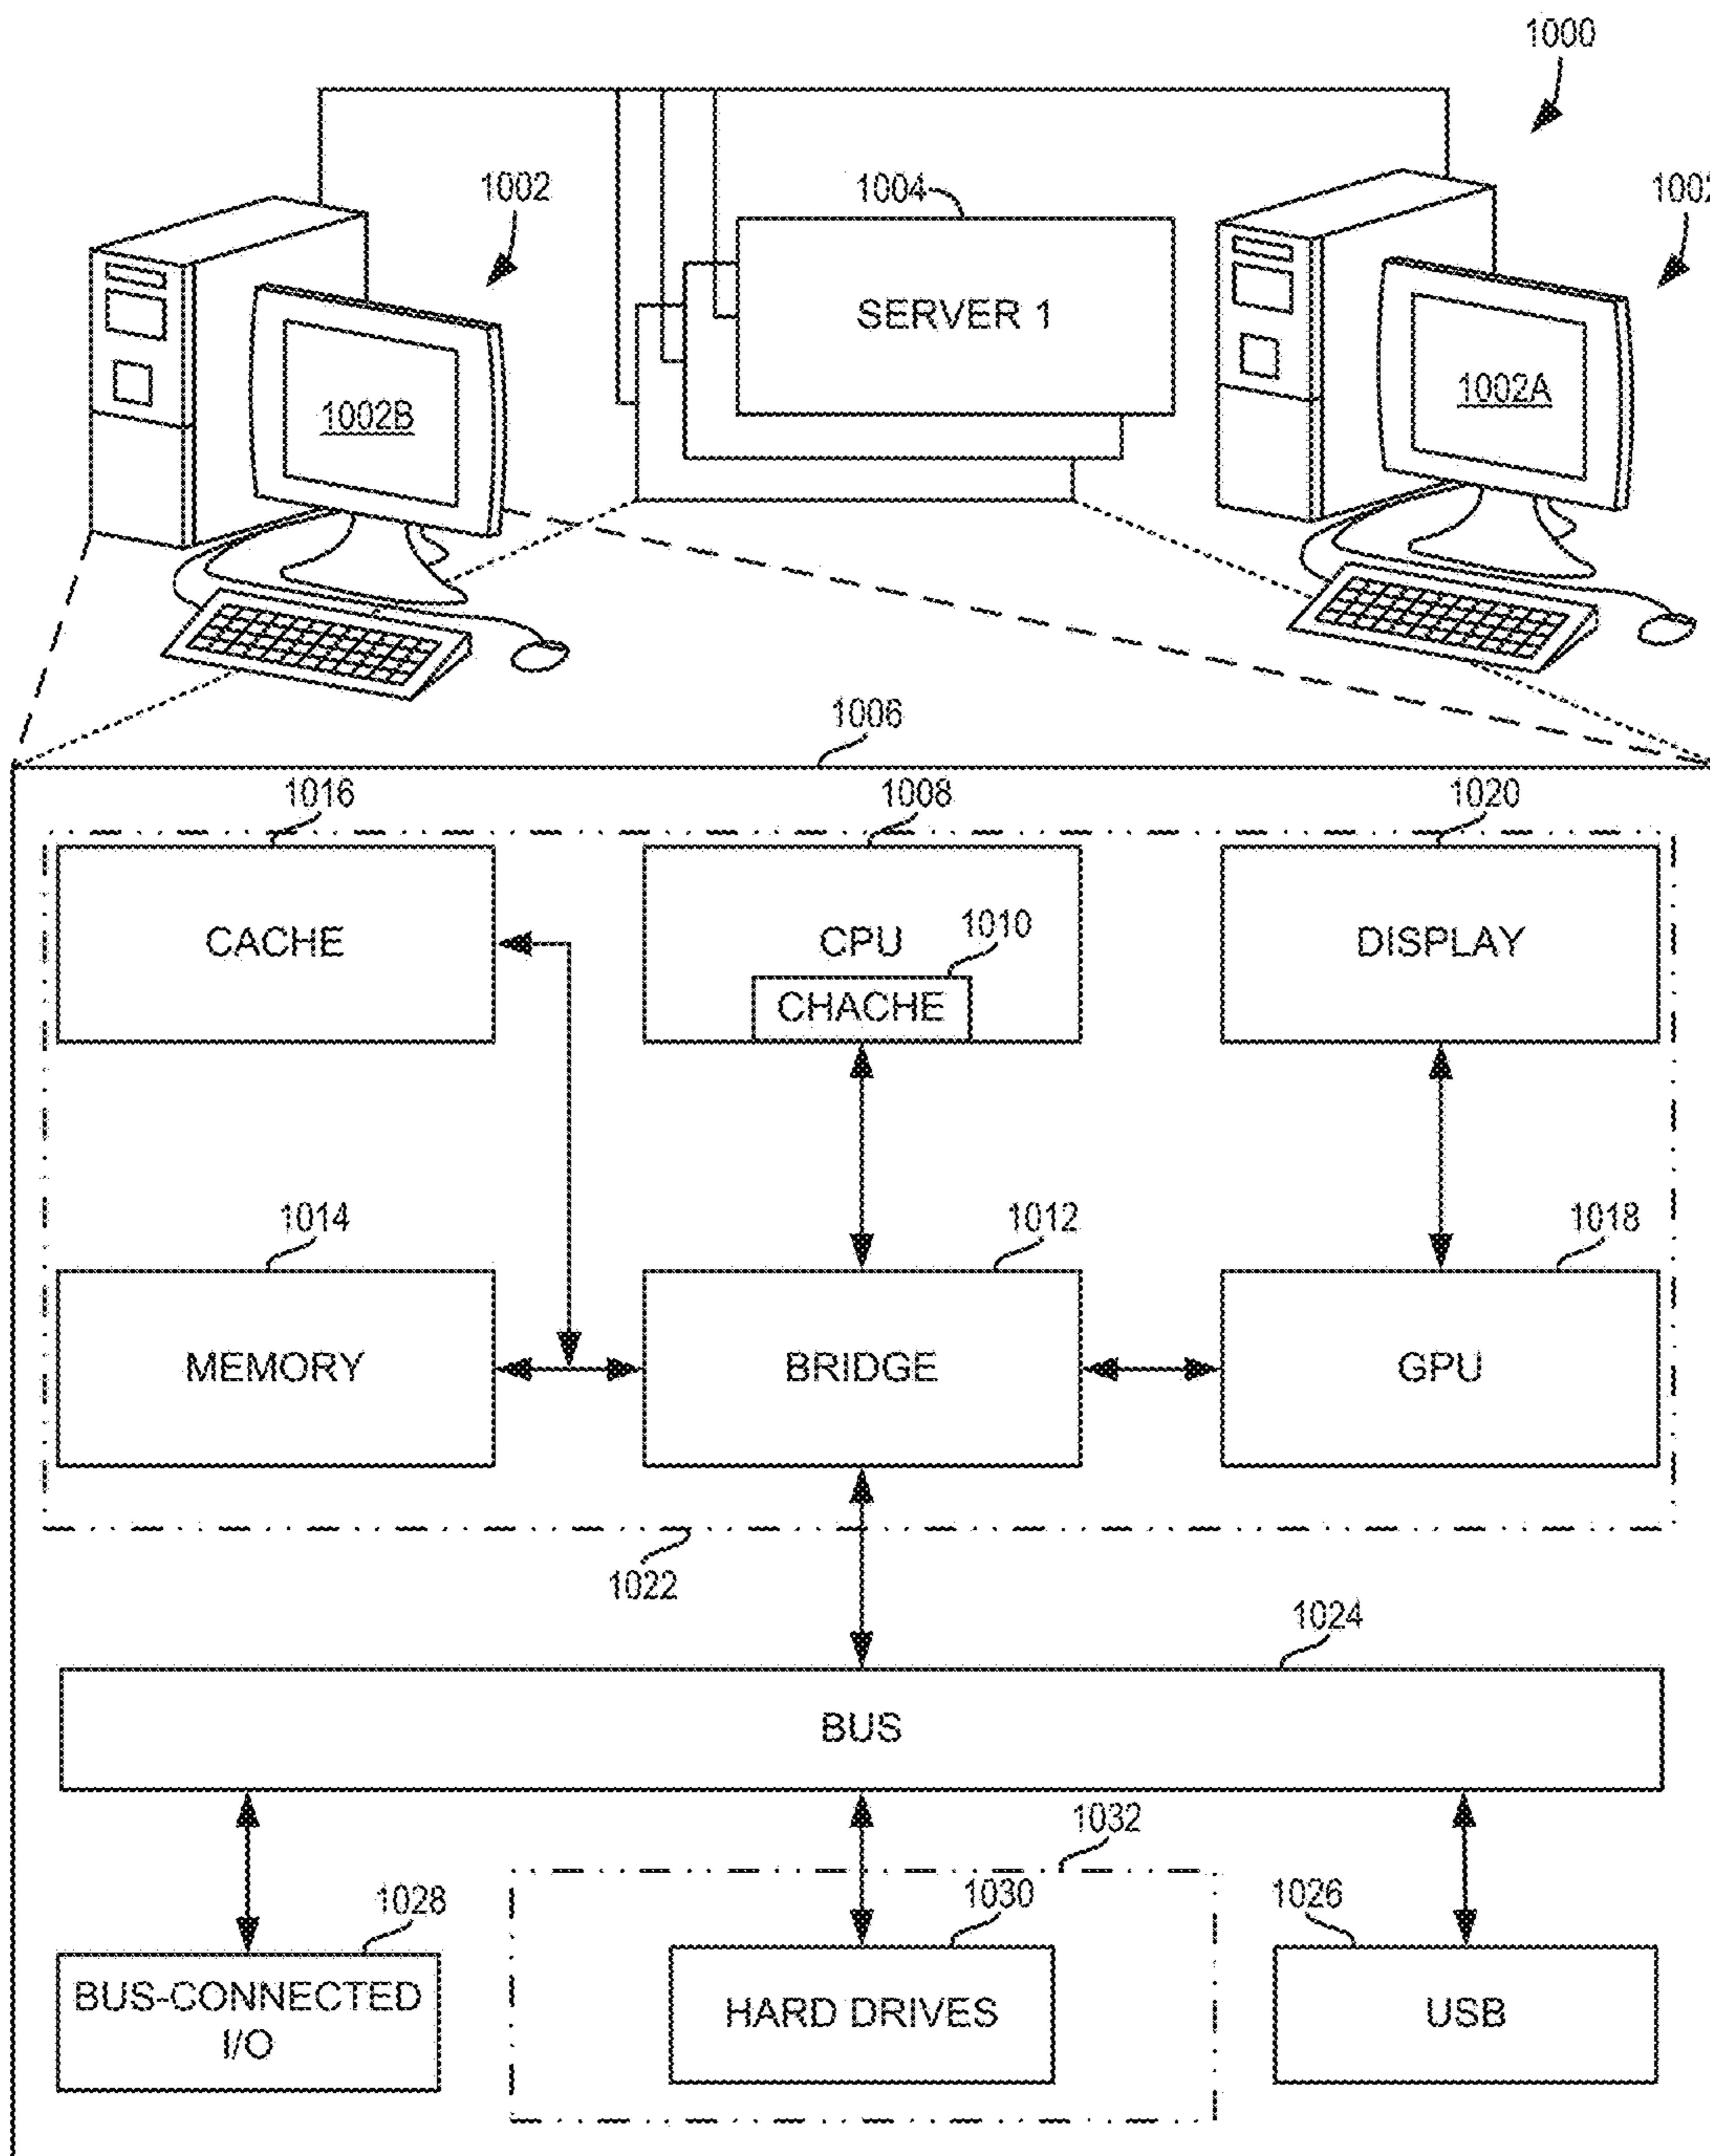 1000
1002
1004
1002
SERVER 1
1002B
1002A
1006
1016
1008
1020
CACHE
CPU
1010
CHACHE
DISPLAY
1014
1012
1018
MEMORY
BRIDGE
GPU
1022
1024
BUS
1032
1028
1030
1026
BUS-CONNECTED
I/O
HARD DRIVES
USB